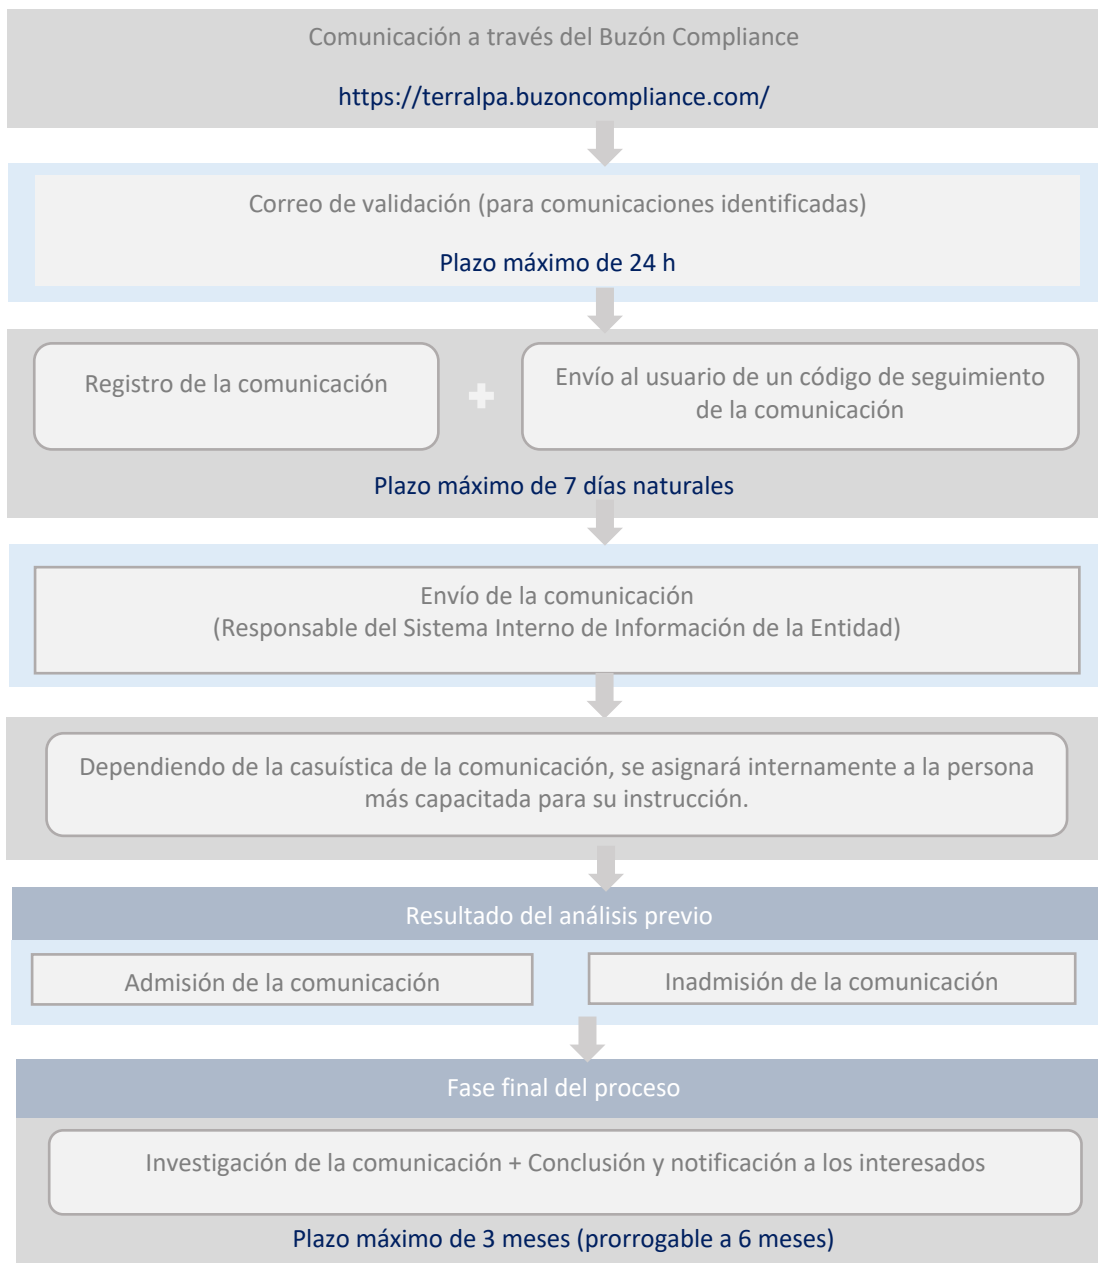 Comunicación a través del Buzón Compliance
https://terralpa.buzoncompliance.com/
Correo de validación (para comunicaciones identificadas)
Plazo máximo de 24 h
Registro de la comunicación
Envío al usuario de un código de seguimiento
de la comunicación
Plazo máximo de 7 días naturales
Envío de la comunicación
(Responsable del Sistema Interno de Información de la Entidad)
Dependiendo de la casuística de la comunicación, se asignará internamente a la persona
más capacitada para su instrucción.
Resultado del análisis previo
Admisión de la comunicación
Inadmisión de la comunicación
Fase final del proceso
Investigación de la comunicación + Conclusión y notificación a los interesados
Plazo máximo de 3 meses (prorrogable a 6 meses)